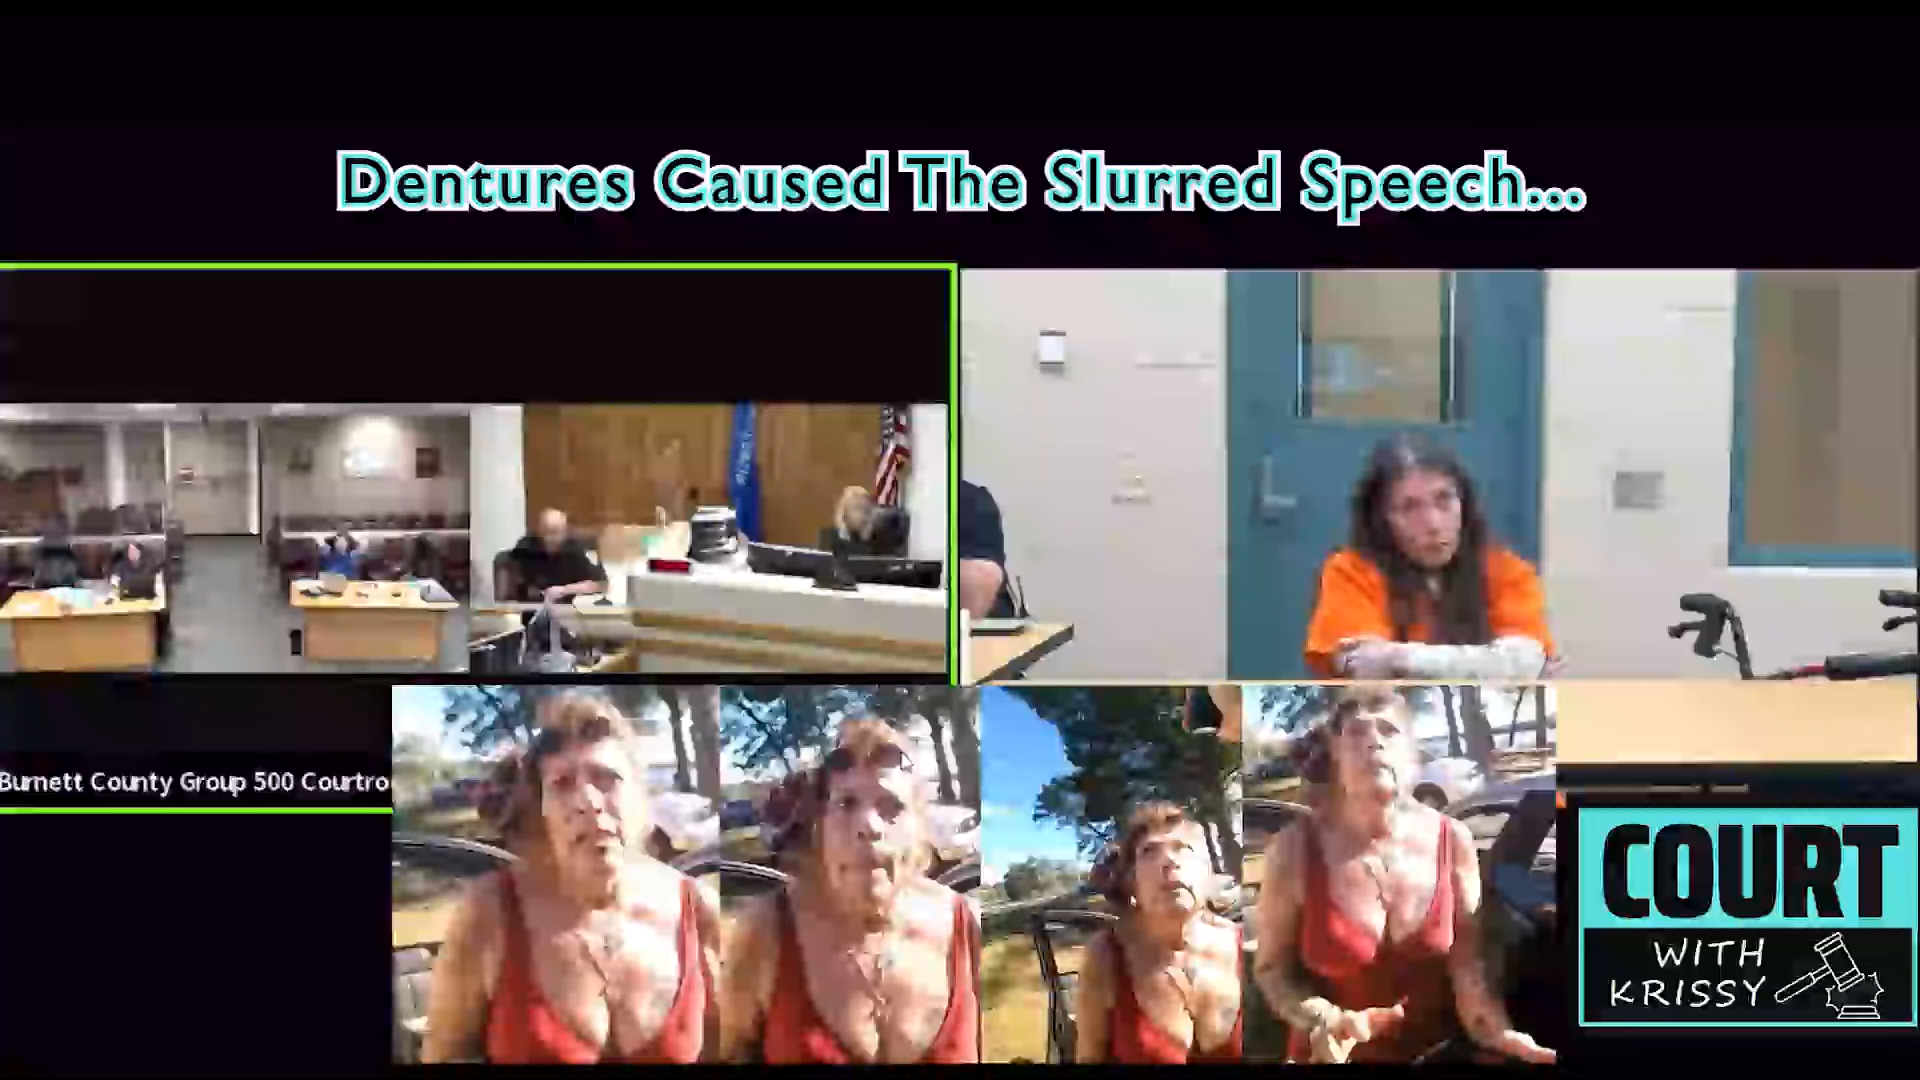 Dentures Caused The Slurred Speech...
Burnett County Group 500 Courtro
COURT
WITH
KRISSY